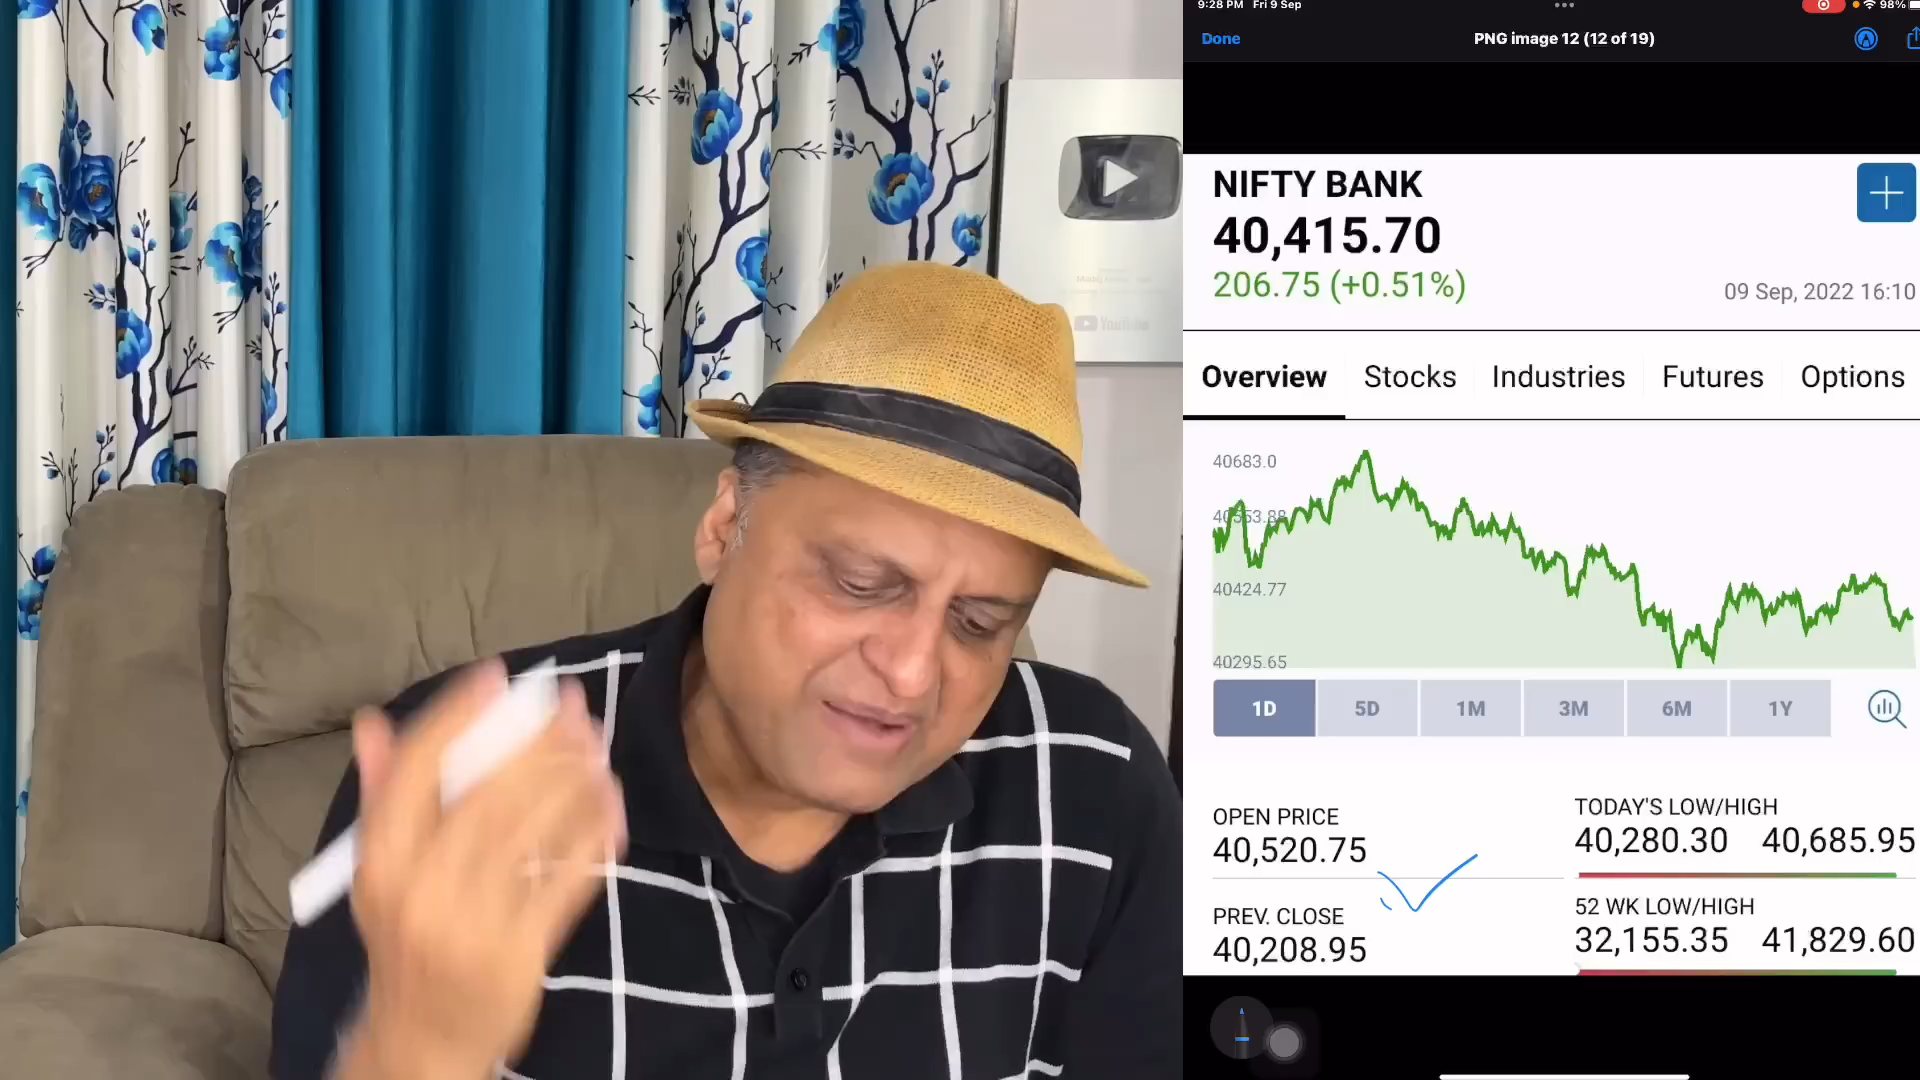 9:28 PM Fri 9 Sep
98%
Done
PNG image 12 (12 of 19)
NIFTY BANK
40,415.70
206.75 (+0.51%)
09 Sep, 2022 16:10
Overview Stocks Industries Futures Options
40683.0
40553.88
40424.77
40295.65
1D 5D 1M 3M 6M 1Y
OPEN PRICE
40,520.75
TODAY'S LOW/HIGH
40,280.30 40,685.95
PREV. CLOSE
40,208.95
52 WK LOW/HIGH
32,155.35 41,829.60
YouTube